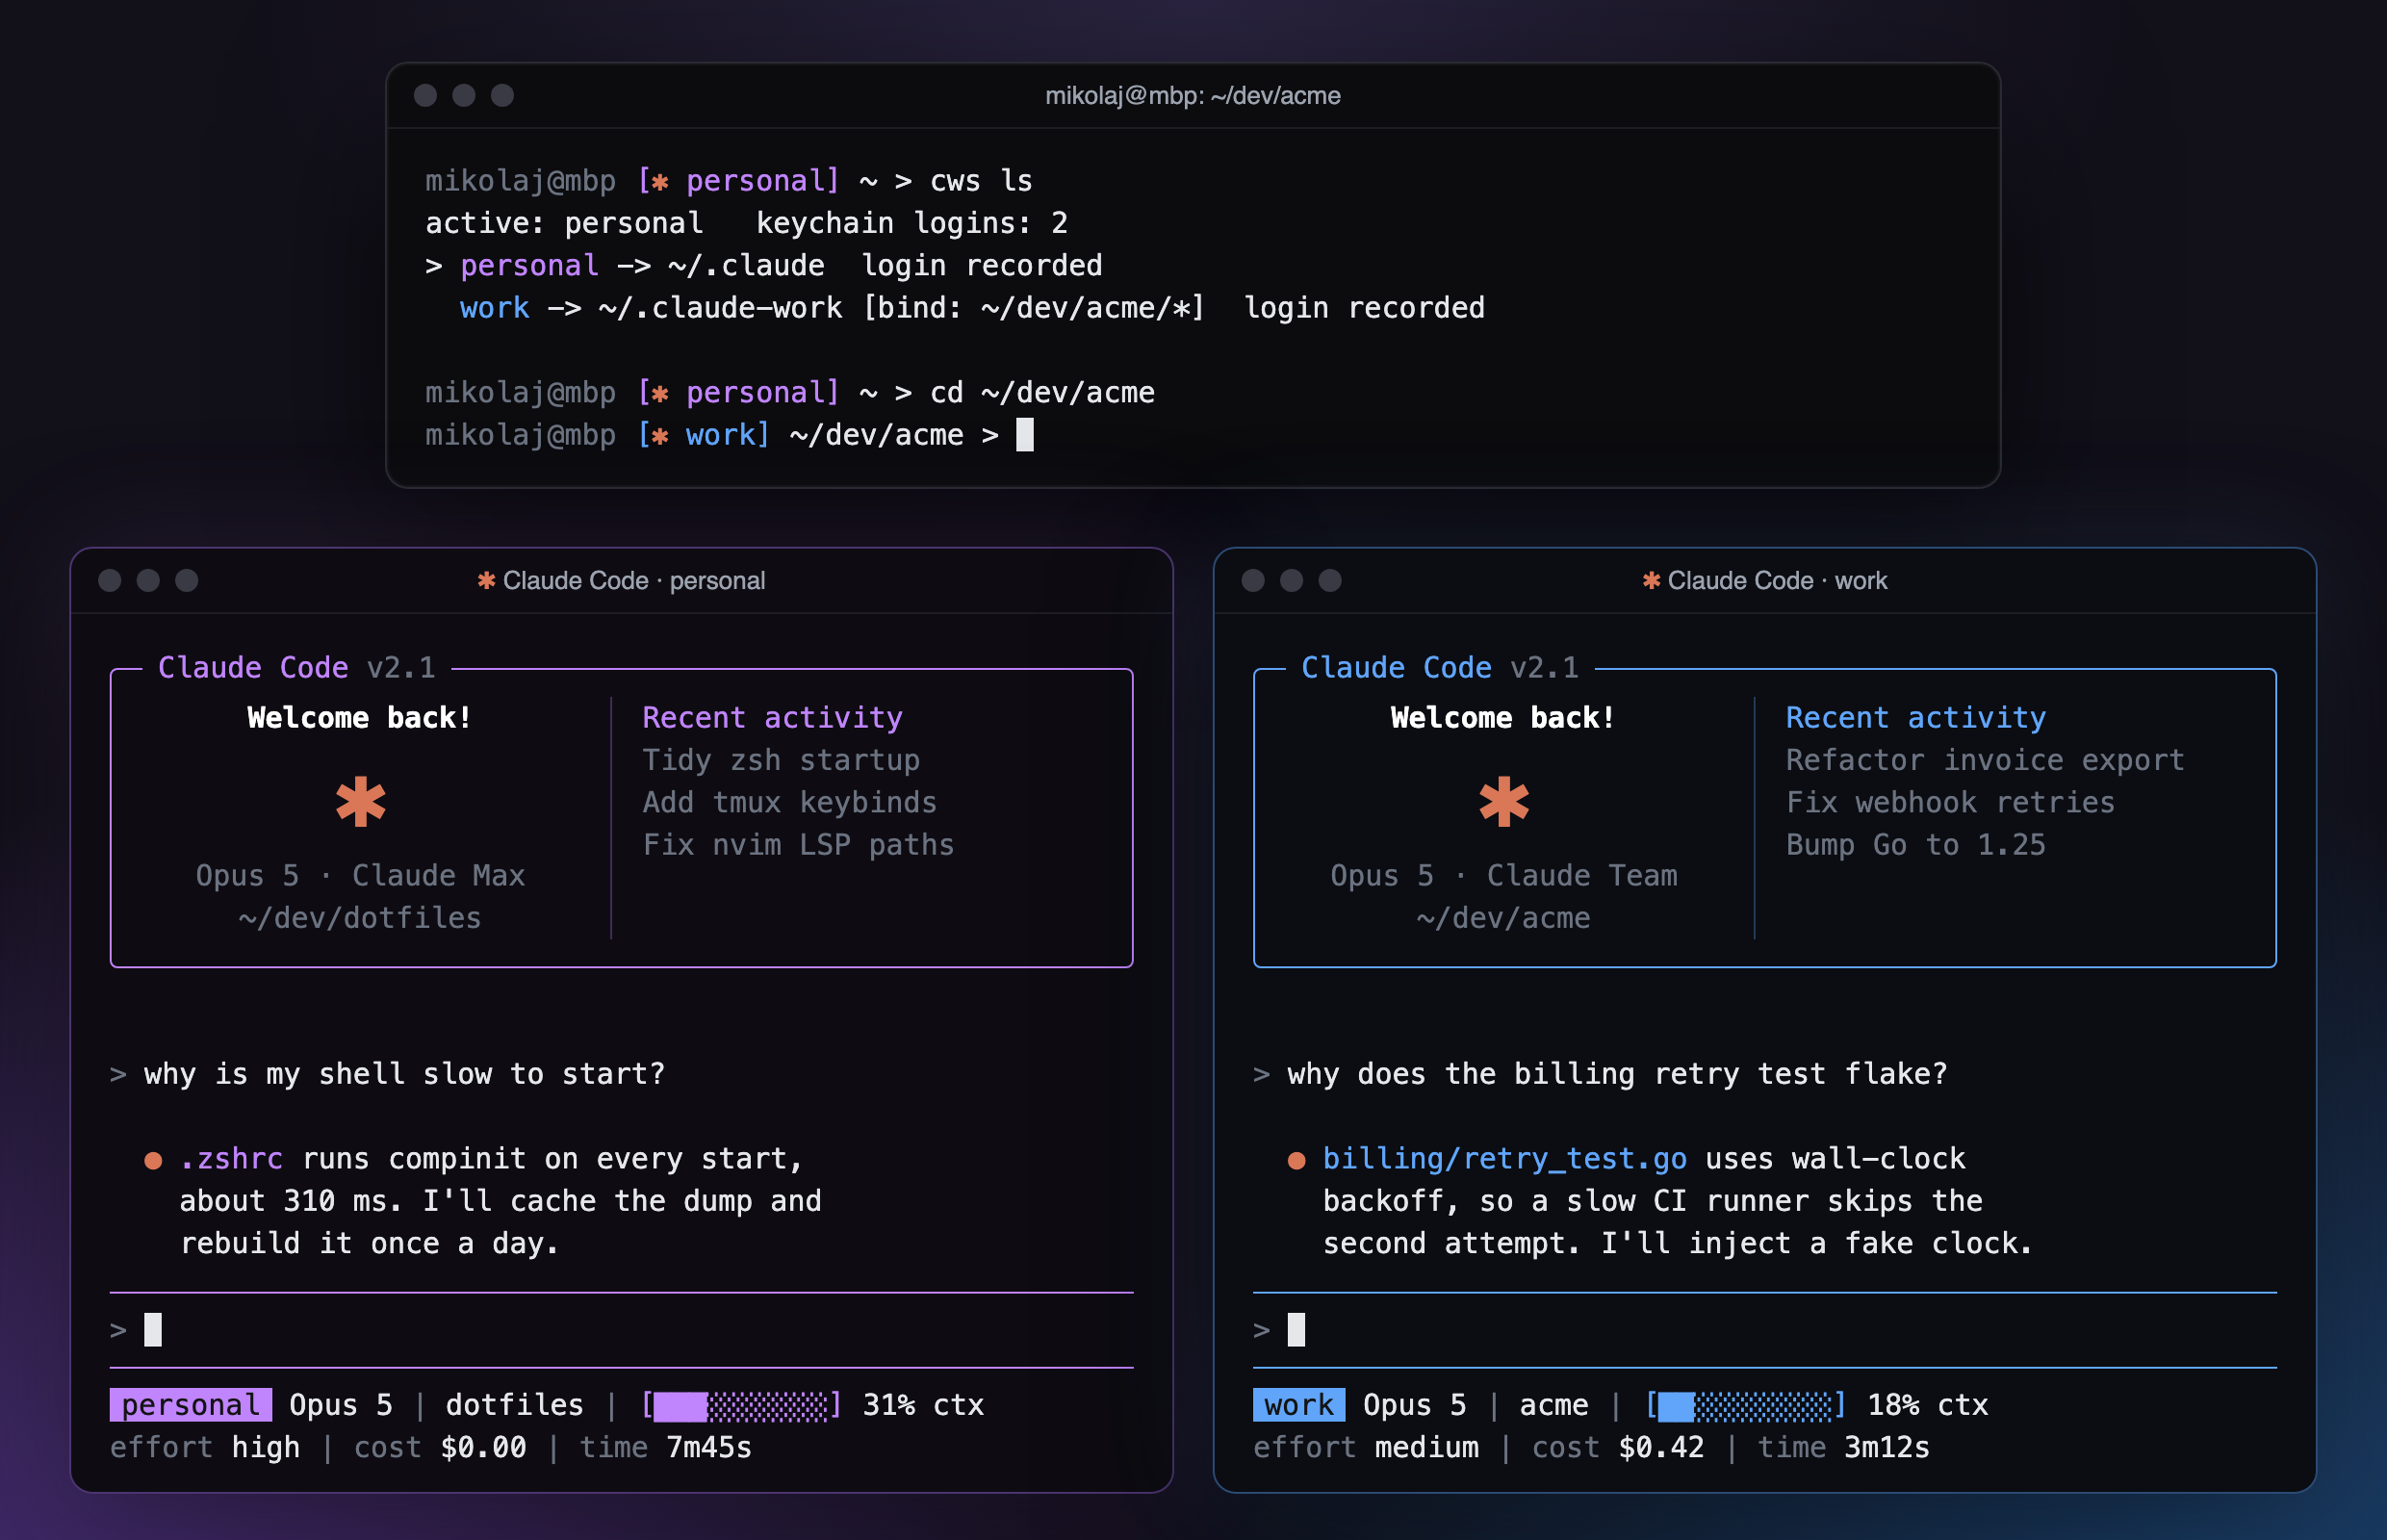 mikolaj@mbp: ~/dev/acme
mikolaj@mbp [✱ personal] ~ > cws ls
active: personal   keychain logins: 2
> personal -> ~/.claude  login recorded
  work -> ~/.claude-work [bind: ~/dev/acme/*]  login recorded
mikolaj@mbp [✱ personal] ~ > cd ~/dev/acme
mikolaj@mbp [✱ work] ~/dev/acme >
✱ Claude Code · personal
Claude Code v2.1
Welcome back!
Opus 5 · Claude Max
~/dev/dotfiles
Recent activity
Tidy zsh startup
Add tmux keybinds
Fix nvim LSP paths
> why is my shell slow to start?
● .zshrc runs compinit on every start,
about 310 ms. I'll cache the dump and
rebuild it once a day.
>
personal Opus 5 | dotfiles | [███░░░░░░░] 31% ctx
effort high | cost $0.00 | time 7m45s
✱ Claude Code · work
Claude Code v2.1
Welcome back!
Opus 5 · Claude Team
~/dev/acme
Recent activity
Refactor invoice export
Fix webhook retries
Bump Go to 1.25
> why does the billing retry test flake?
● billing/retry_test.go uses wall-clock
backoff, so a slow CI runner skips the
second attempt. I'll inject a fake clock.
>
work Opus 5 | acme | [██░░░░░░░░] 18% ctx
effort medium | cost $0.42 | time 3m12s